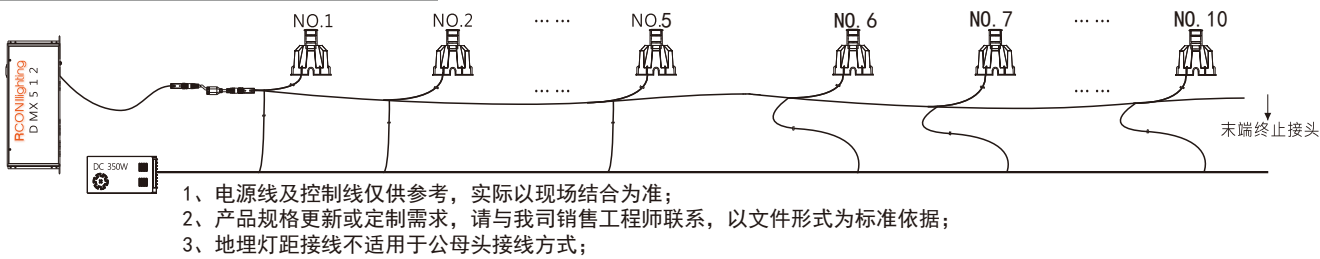 NO.1 NO.2 ... ... NO.5 NO. 6 NO. 7 ... ... NO. 10
RCONlighting
DMX512
... ... ... ...
末端终止接头
DC 350W
1、电源线及控制线仅供参考，实际以现场结合为准；
2、产品规格更新或定制需求，请与我司销售工程师联系，以文件形式为标准依据；
3、地埋灯距接线不适用于公母头接线方式；